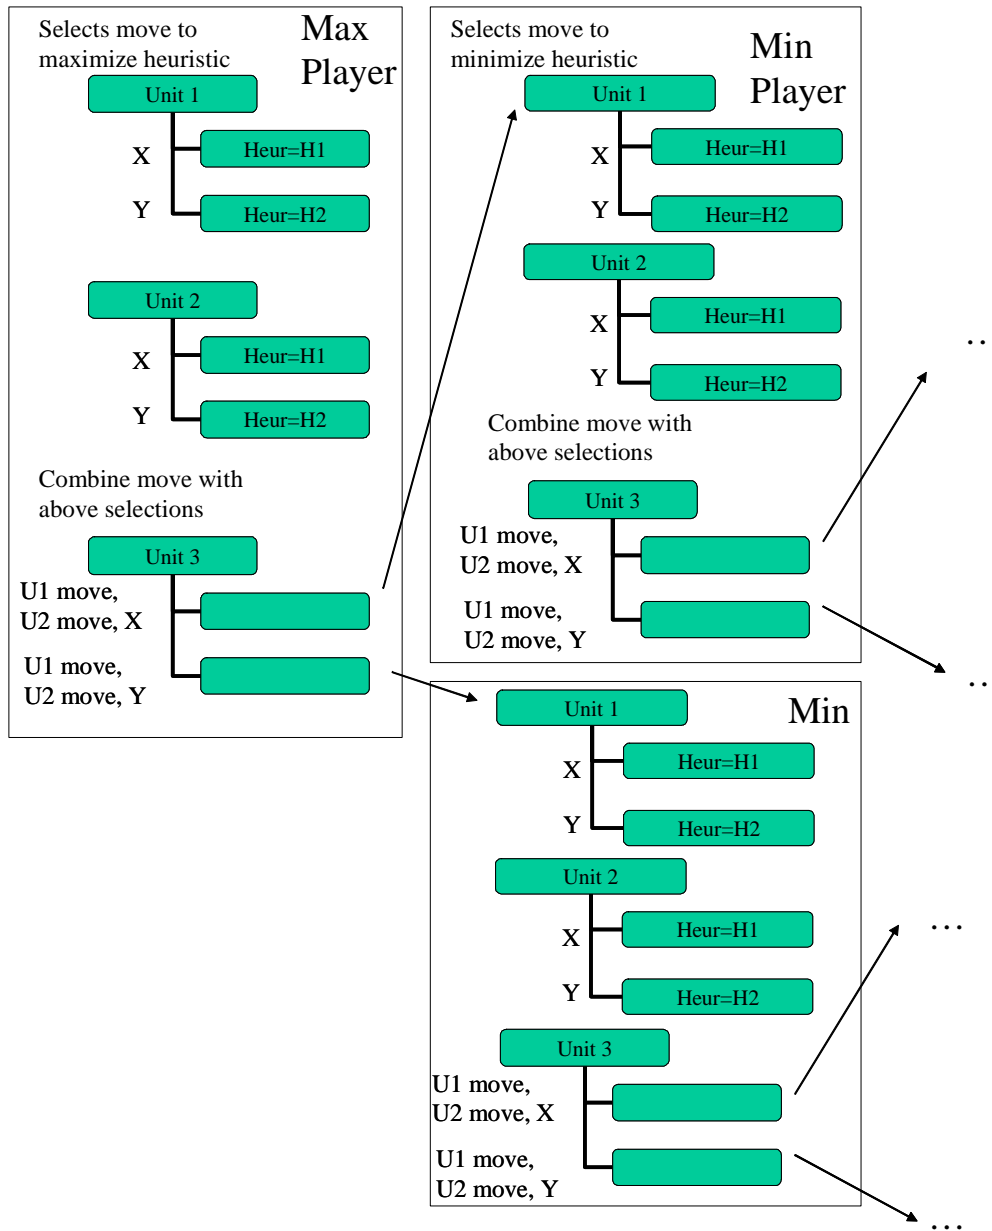 Selects move to
maximize heuristic
Max
Player
Unit 1
X
Heur=H1
Y
Heur=H2
Unit 2
X
Heur=H1
Y
Heur=H2
Combine move with
above selections
Unit 3
U1 move,
U2 move, X
U1 move,
U2 move, Y
Selects move to
minimize heuristic
Min
Player
Unit 1
X
Heur=H1
Y
Heur=H2
Unit 2
X
Heur=H1
Y
Heur=H2
Combine move with
above selections
Unit 3
U1 move,
U2 move, X
U1 move,
U2 move, Y
..
..
Min
Unit 1
X
Heur=H1
Y
Heur=H2
Unit 2
X
Heur=H1
Y
Heur=H2
Unit 3
U1 move,
U2 move, X
U1 move,
U2 move, Y
...
...